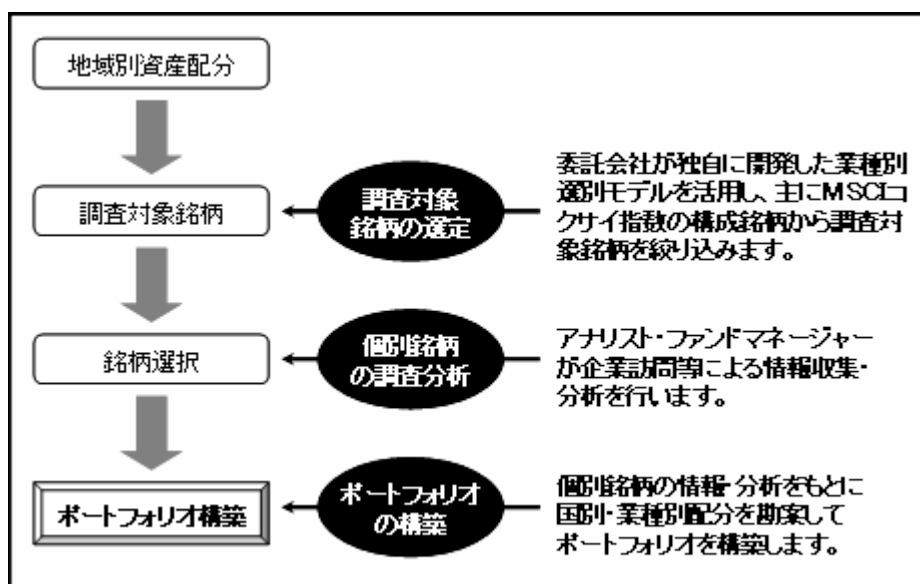 地域別資産配分
調査対象銘柄
調査対象
銘柄の選定
委託会社が独自に開発した業種別
選別モデルを活用し、主にMSCIコ
クサイ指数の構成銘柄から調査対
象銘柄を絞り込みます。
銘柄選択
個別銘柄
の調査分析
アナリスト・ファンドマネージャー
が企業訪問等による情報収集・
分析を行います。
ポートフォリオ構築
ポートフォリオ
の構築
個別銘柄の情報・分析をもとに
国別・業種別配分を勘案して
ポートフォリオを構築します。